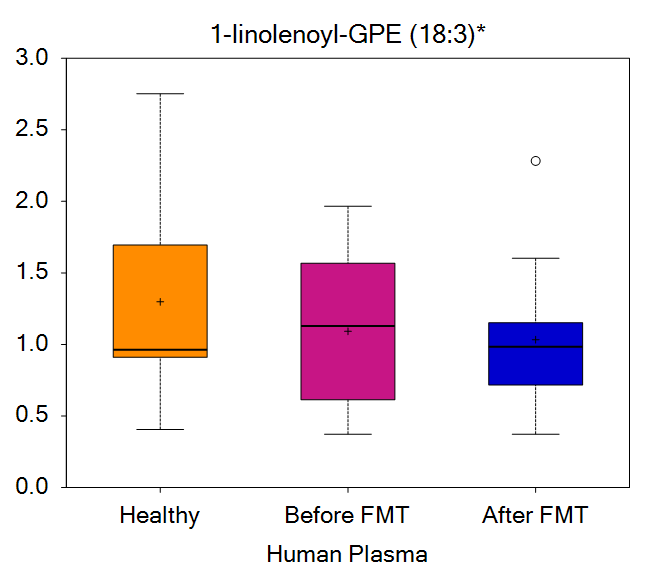 1-linolenoyl-GPE (18:3)*
3.0
2.5
2.0
1.5
1.0
0.5
0.0
Healthy Before FMT After FMT
Human Plasma